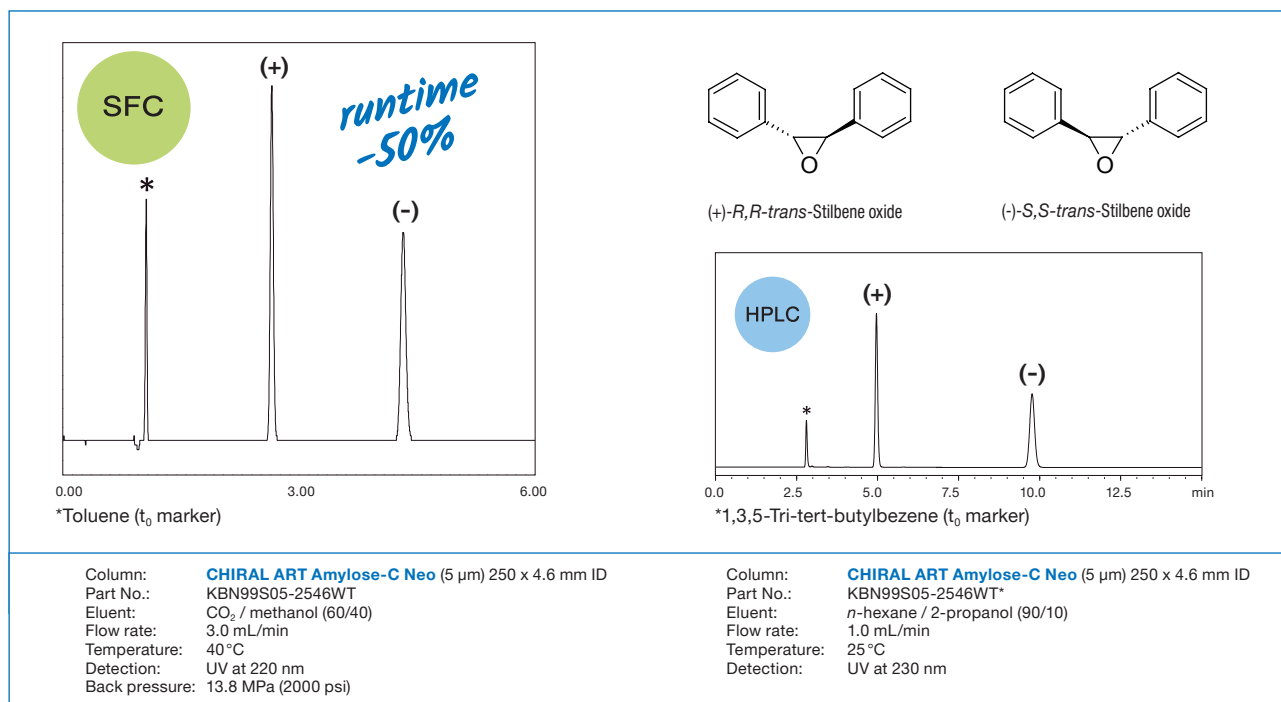 SFC
(+)
runtime
-50%
*
(-)
0.00 3.00 6.00
*Toluene (t₀ marker)
O
O
(+)-R,R-trans-Stilbene oxide
(-)-S,S-trans-Stilbene oxide
HPLC
(+)
(-)
*
0.0 2.5 5.0 7.5 10.0 12.5 min
*1,3,5-Tri-tert-butylbezene (t₀ marker)
Column: CHIRAL ART Amylose-C Neo (5 µm) 250 x 4.6 mm ID
Part No.: KBN99S05-2546WT
Eluent: CO₂ / methanol (60/40)
Flow rate: 3.0 mL/min
Temperature: 40 °C
Detection: UV at 220 nm
Back pressure: 13.8 MPa (2000 psi)
Column: CHIRAL ART Amylose-C Neo (5 µm) 250 x 4.6 mm ID
Part No.: KBN99S05-2546WT*
Eluent: n-hexane / 2-propanol (90/10)
Flow rate: 1.0 mL/min
Temperature: 25 °C
Detection: UV at 230 nm